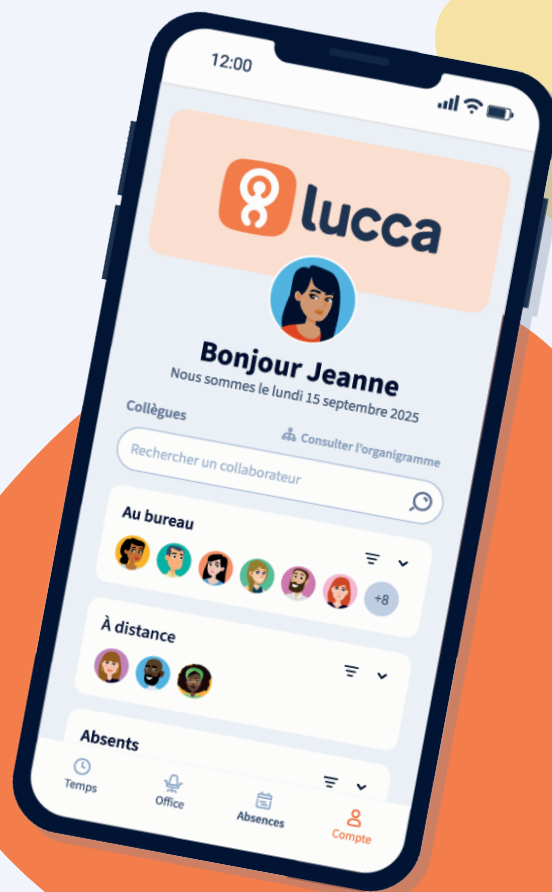 12:00
lucca
Bonjour Jeanne
Nous sommes le lundi 15 septembre 2025
Collègues
Consulter l'organigramme
Rechercher un collaborateur
Au bureau
+8
À distance
Absents
Temps
Office
Absences
Compte